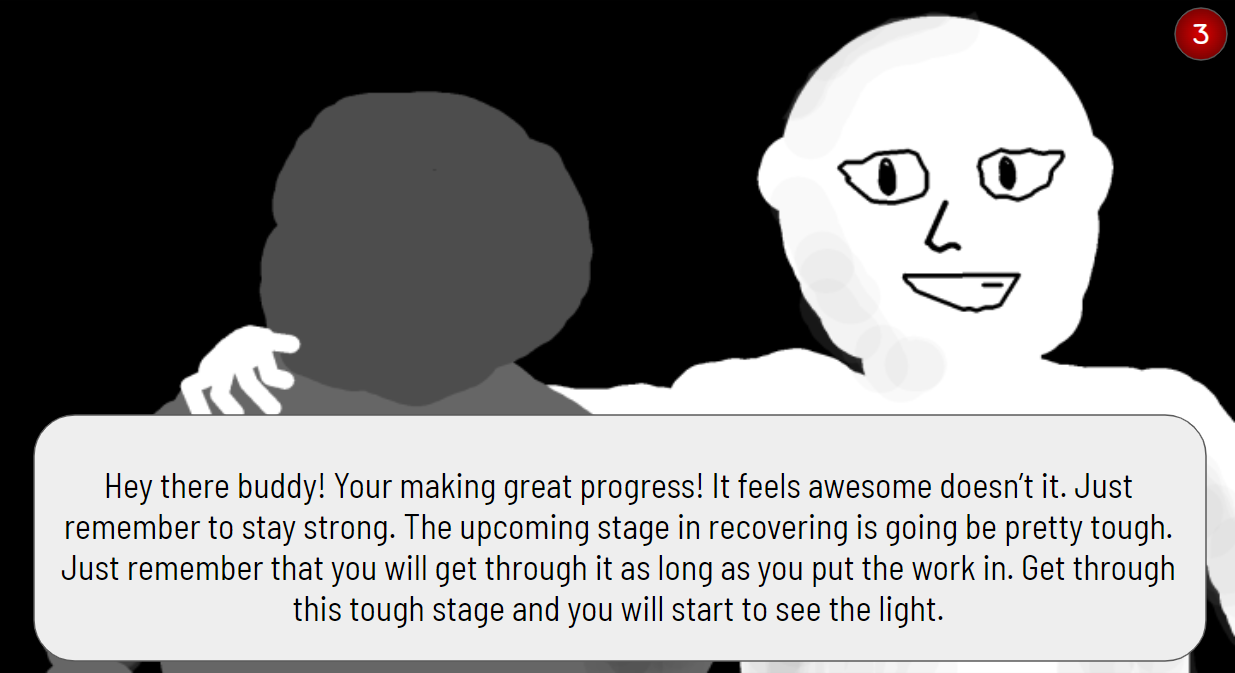 3
Hey there buddy! Your making great progress! It feels awesome doesn’t it. Just
remember to stay strong. The upcoming stage in recovering is going be pretty tough.
Just remember that you will get through it as long as you put the work in. Get through
this tough stage and you will start to see the light.